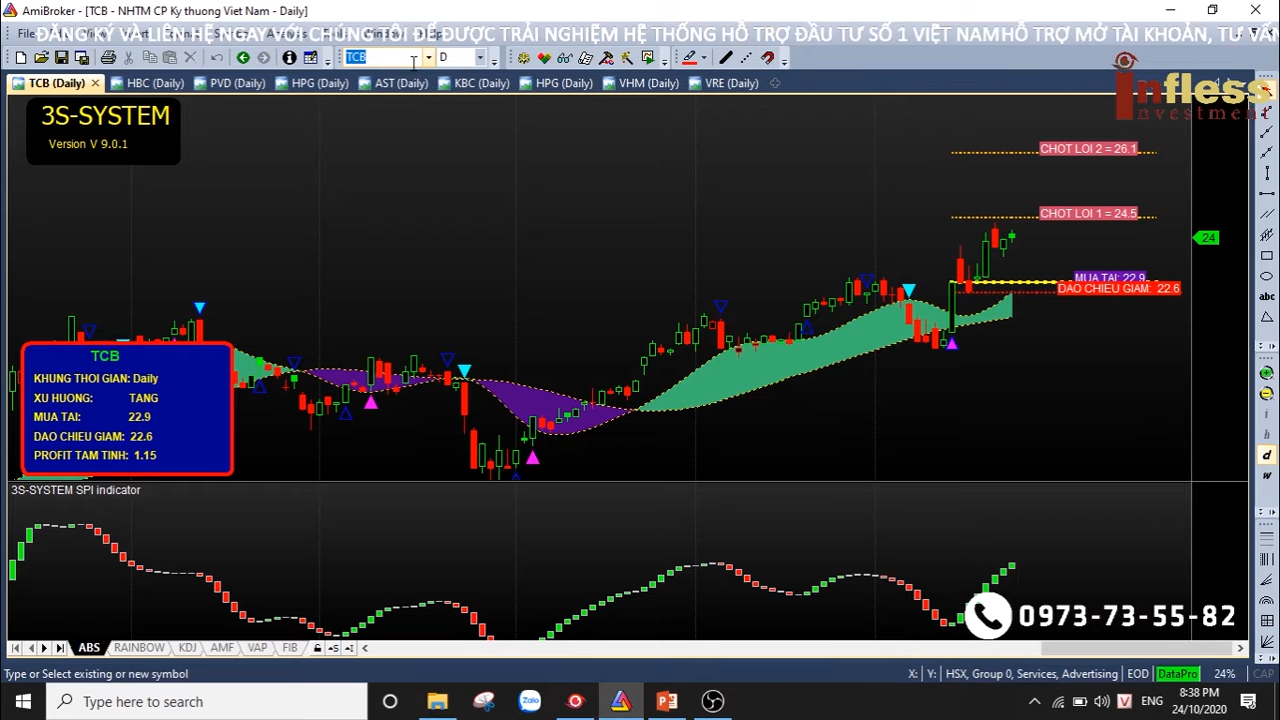 AmiBroker - [TCB - NHTM CP Ky thuong Viet Nam - Daily]
ĐĂNG KÝ VÀ LIÊN HỆ NGAY VỚI CHÚNG TÔI ĐỂ ĐƯỢC TRẢI NGHIỆM HỆ THỐNG HỖ TRỢ ĐẦU TƯ SỐ 1 VIỆT NAM HỖ TRỢ MỞ TÀI KHOẢN, TƯ VẤN
TCB D
TCB (Daily) HBC (Daily) PVD (Daily) HPG (Daily) AST (Daily) KBC (Daily) HPG (Daily) VHM (Daily) VRE (Daily)
Infless
Investment
3S-SYSTEM
Version V 9.0.1
CHOT LOI 2 = 26.1
CHOT LOI 1 = 24.5
24
MUA TAI: 22.9
DAO CHIEU GIAM: 22.6
TCB
KHUNG THOI GIAN: Daily
XU HUONG: TANG
MUA TAI: 22.9
DAO CHIEU GIAM: 22.6
PROFIT TAM TINH: 1.15
abc
h
d
w
3S-SYSTEM SPI indicator
0973-73-55-82
ABS RAINBOW KDJ AMF VAP FIB
Type or Select existing or new symbol X: Y: HSX, Group 0, Services, Advertising EOD DataPro 24% CAP
Type here to search
Zalo
V ENG
8:38 PM
24/10/2020